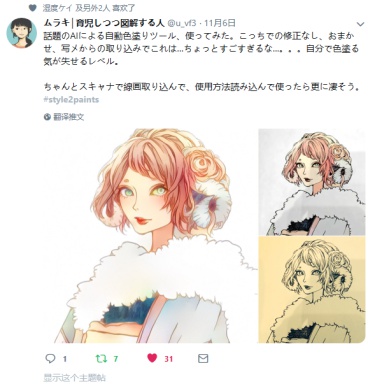 湿度ケイ 及另外2人 喜欢了
ムラキ│育児しつつ図解する人 @u_vf3 · 11月6日
話題のAIによる自動色塗りツール、使ってみた。こっちでの修正なし、おまか
せ、写メからの取り込みでこれは...ちょっとすごすぎるな...。。。自分で色塗る
気が失せるレベル。
ちゃんとスキャナで線画取り込んで、使用方法読み込んで使ったら更に凄そう。
#style2paints
翻译推文
1 7 31
显示这个主题帖